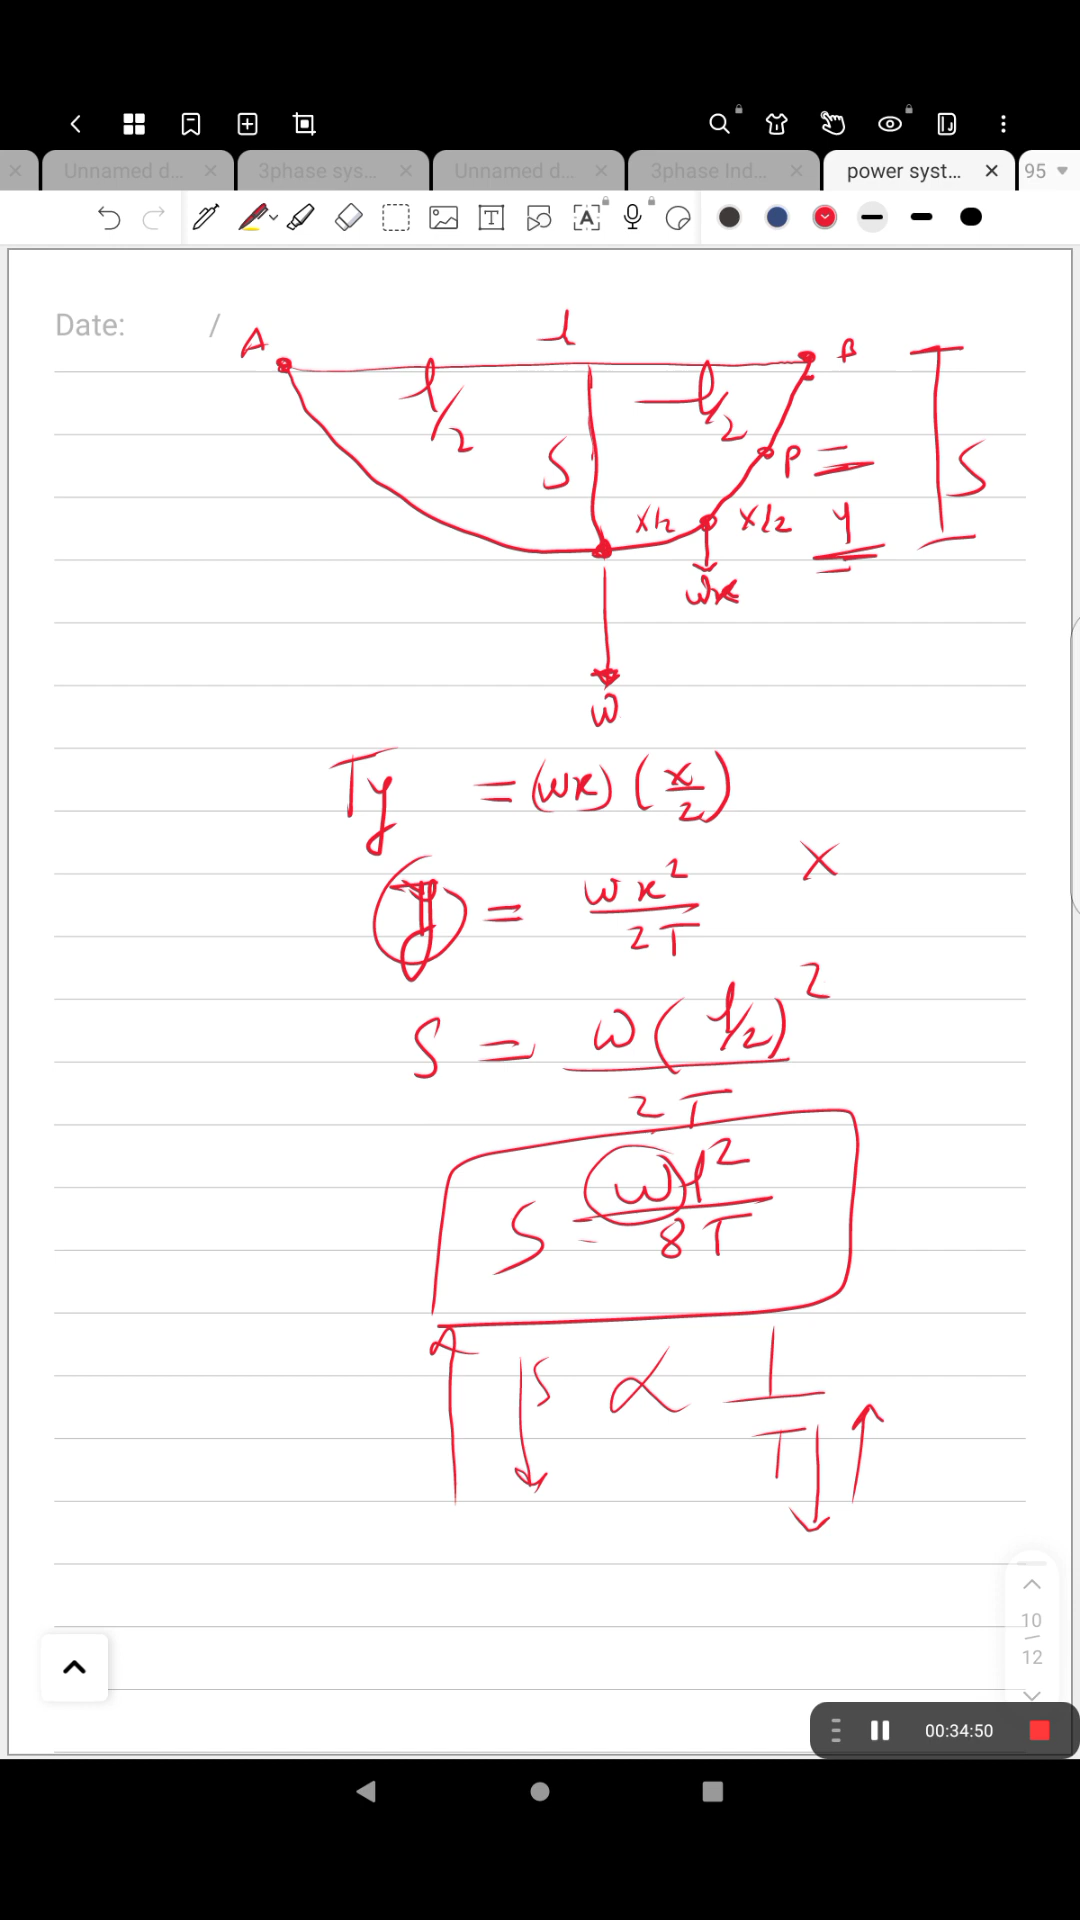 Unnamed d...
3phase sys...
Unnamed d...
3phase Ind...
power syst...
95
Date: /
A
l
B
l/2
l/2
S
P
S
x/2
x/2
y
wx
w
Ty = (wx) (x/2)
y = wx²/2T
x
S = w(l/2)²/2T
S = wl²/8T
S ∝ 1/T
10
12
00:34:50